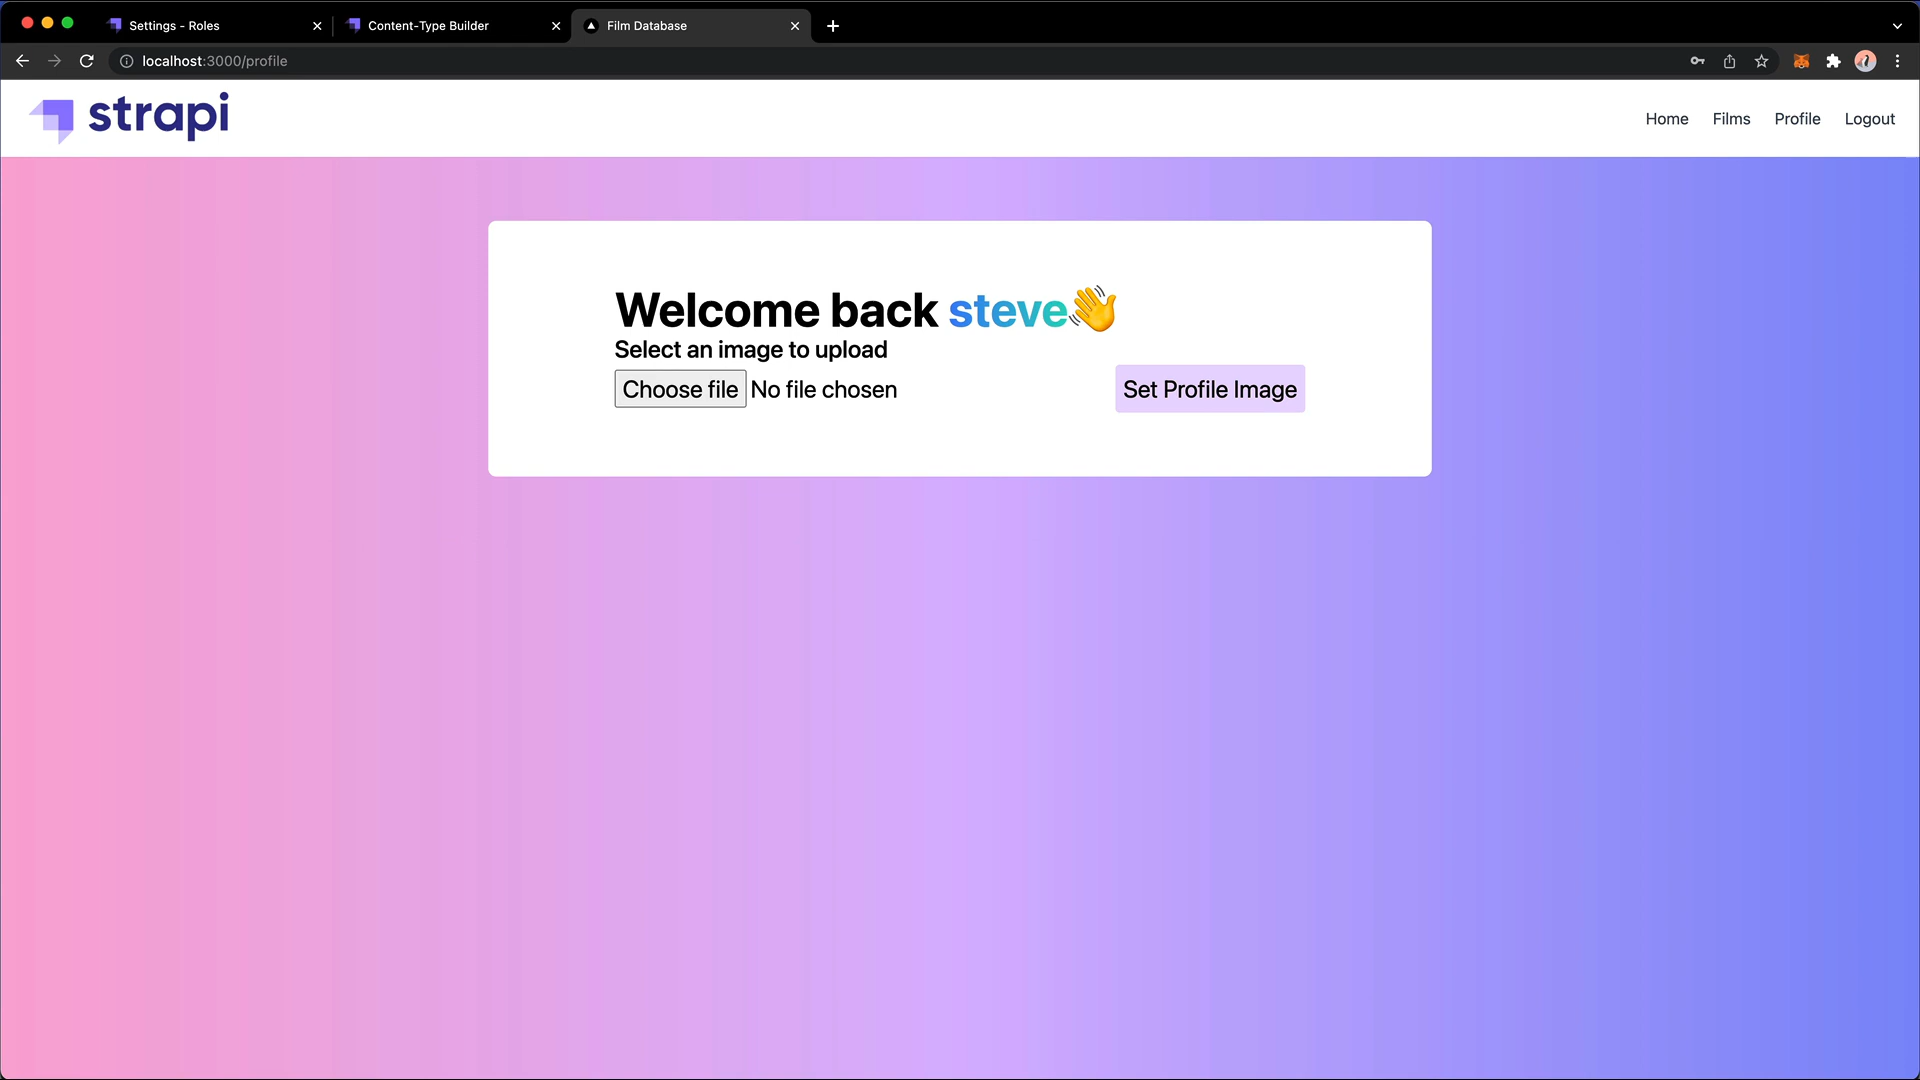 Settings - Roles
Content-Type Builder
Film Database
localhost:3000/profile
strapi
Home
Films
Profile
Logout
Welcome back steve👋
Select an image to upload
Choose file No file chosen
Set Profile Image